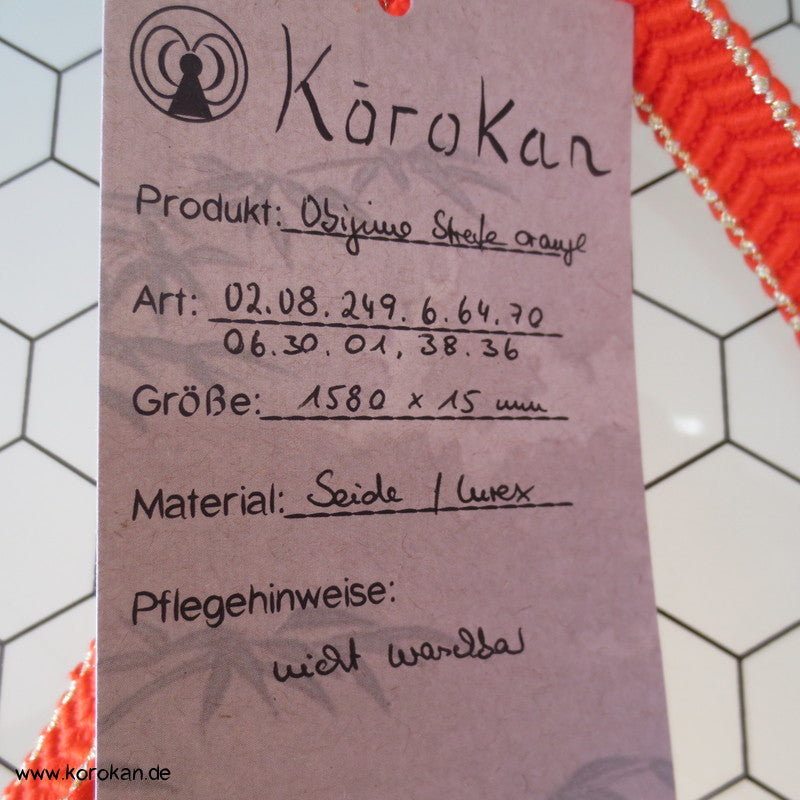 Kōrokan
Produkt: Obijime Streife orange
Art: 02.08.249.6.64.70
06.30.01, 38.36
Größe: 1580 x 15 mm
Material: Seide / Lurex
Pflegehinweise:
nicht waschbar
www.korokan.de